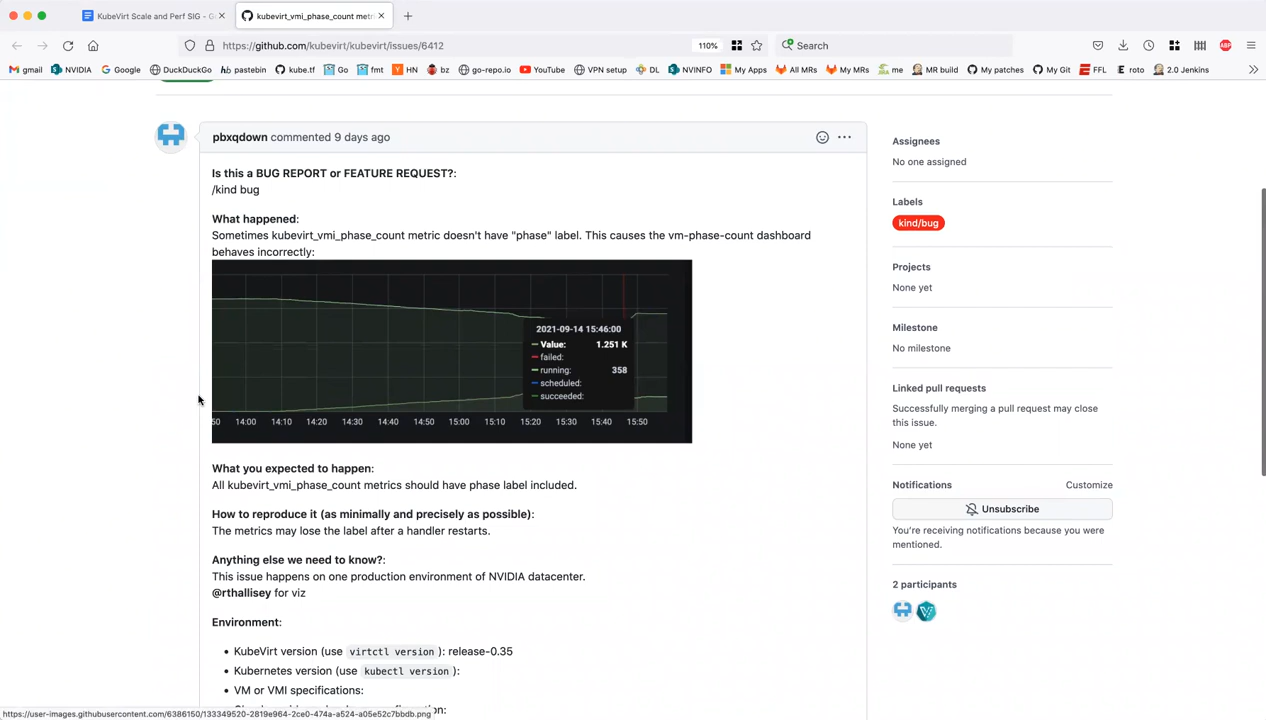 KubeVirt Scale and Perf SIG - G
kubevirt_vmi_phase_count metri
https://github.com/kubevirt/kubevirt/issues/6412
110%
Search
gmail
NVIDIA
Google
DuckDuckGo
pastebin
kube.tf
Go
fmt
HN
bz
go-repo.io
YouTube
VPN setup
DL
NVINFO
My Apps
All MRs
My MRs
me
MR build
My patches
My Git
FFL
roto
2.0 Jenkins
pbxqdown commented 9 days ago
Is this a BUG REPORT or FEATURE REQUEST?:
/kind bug
What happened:
Sometimes kubevirt_vmi_phase_count metric doesn't have "phase" label. This causes the vm-phase-count dashboard
behaves incorrectly:
2021-09-14 15:46:00
Value: 1.251 K
failed:
running: 358
scheduled:
succeeded:
50 14:00 14:10 14:20 14:30 14:40 14:50 15:00 15:10 15:20 15:30 15:40 15:50
What you expected to happen:
All kubevirt_vmi_phase_count metrics should have phase label included.
How to reproduce it (as minimally and precisely as possible):
The metrics may lose the label after a handler restarts.
Anything else we need to know?:
This issue happens on one production environment of NVIDIA datacenter.
@rthallisey for viz
Environment:
• KubeVirt version (use virtctl version ): release-0.35
• Kubernetes version (use kubectl version ):
• VM or VMI specifications:
Assignees
No one assigned
Labels
kind/bug
Projects
None yet
Milestone
No milestone
Linked pull requests
Successfully merging a pull request may close
this issue.
None yet
Notifications
Customize
Unsubscribe
You're receiving notifications because you were
mentioned.
2 participants
https://user-images.githubusercontent.com/6386150/133349520-2819e964-2ce0-474a-a524-a05e52c7bbdb.png